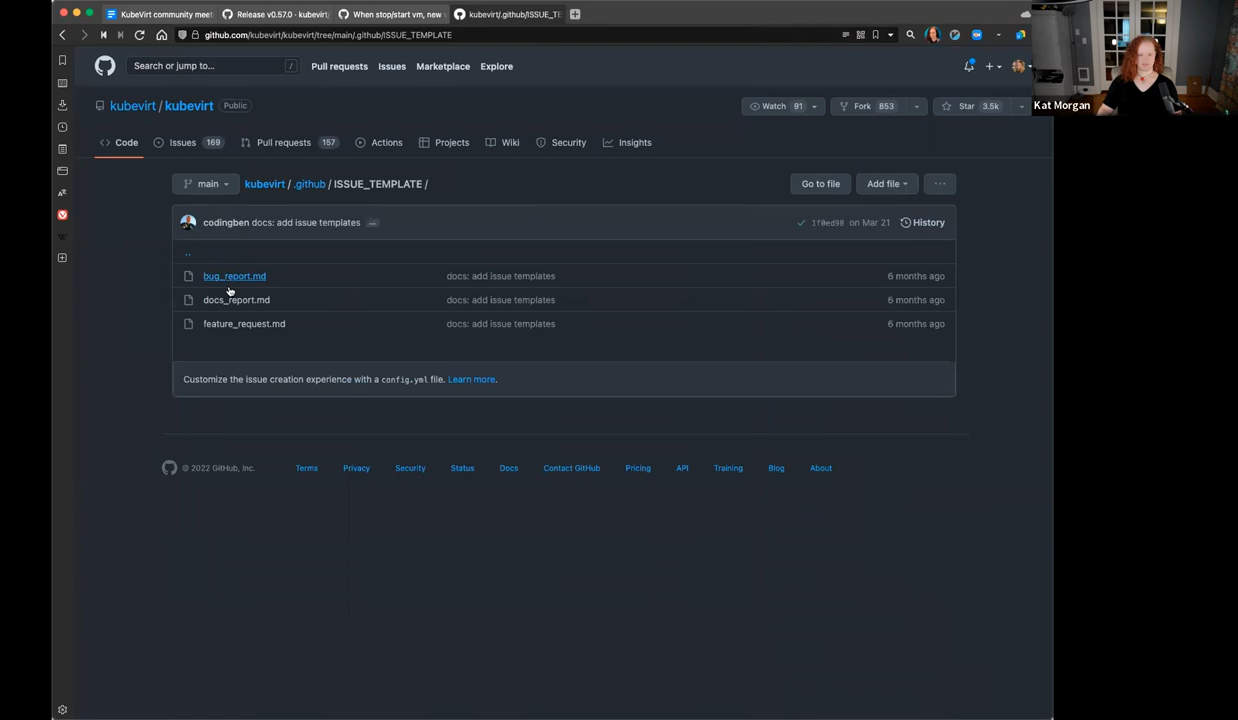 KubeVirt community mee
Release v0.57.0 · kubevirt/
When stop/start vm, new
kubevirt/.github/ISSUE_TE
github.com/kubevirt/kubevirt/tree/main/.github/ISSUE_TEMPLATE
Search or jump to... /
Pull requests Issues Marketplace Explore
Kat Morgan
kubevirt / kubevirt Public
Watch 91
Fork 853
Star 3.5k
Code
Issues 169
Pull requests 157
Actions
Projects
Wiki
Security
Insights
main
kubevirt / .github / ISSUE_TEMPLATE /
Go to file
Add file
...
codingben docs: add issue templates ...
1f0ed98 on Mar 21
History
..
bug_report.md docs: add issue templates 6 months ago
docs_report.md docs: add issue templates 6 months ago
feature_request.md docs: add issue templates 6 months ago
Customize the issue creation experience with a config.yml file. Learn more.
© 2022 GitHub, Inc. Terms Privacy Security Status Docs Contact GitHub Pricing API Training Blog About